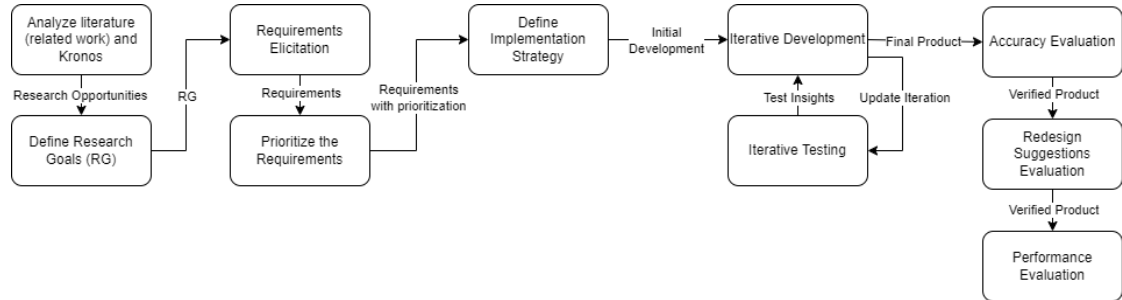 Analyze literature
(related work) and
Kronos
Research Opportunities
Define Research
Goals (RG)
RG
Requirements
Elicitation
Requirements
Prioritize the
Requirements
Requirements
with prioritization
Define
Implementation
Strategy
Initial
Development
Iterative Development
Test Insights
Update Iteration
Iterative Testing
Final Product
Accuracy Evaluation
Verified Product
Redesign
Suggestions
Evaluation
Verified Product
Performance
Evaluation